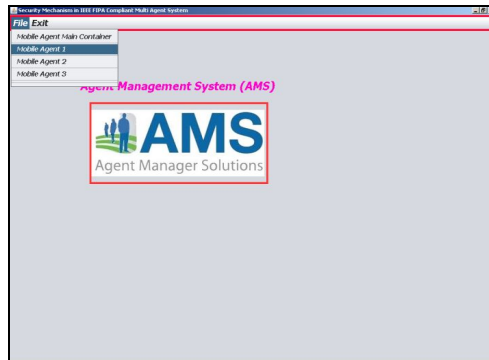 Security Mechanism in IEEE FIPA Compliant Multi Agent System
File Exit
Mobile Agent Main Container
Mobile Agent 1
Mobile Agent 2
Mobile Agent 3
Agent Management System (AMS)
AMS
Agent Manager Solutions